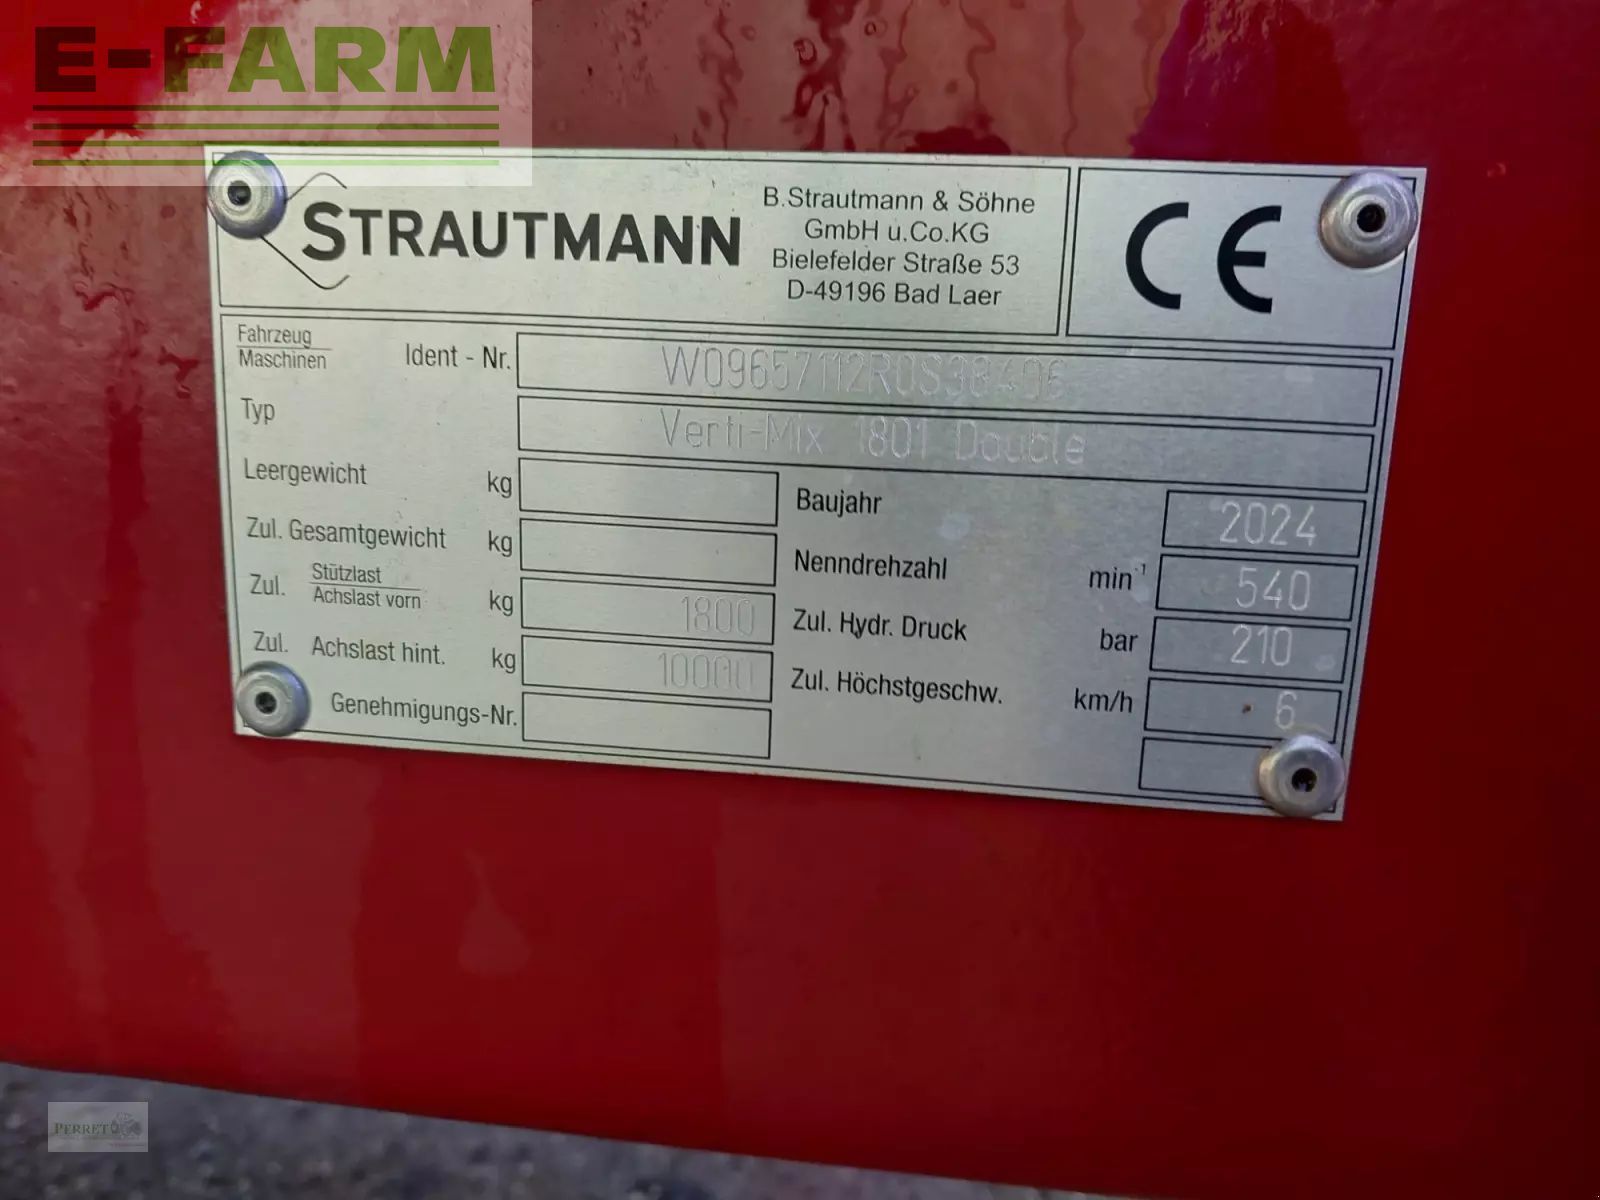 E-FARM
STRAUTMANN
B.Strautmann & Söhne
GmbH u.Co.KG
Bielefelder Straße 53
D-49196 Bad Laer
CE
Fahrzeug
Maschinen
Ident - Nr. W09657112R0S38406
Typ Verti-Mix 1801 Double
Leergewicht kg
Zul. Gesamtgewicht kg
Zul. Stützlast
Achslast vorn kg 1800
Zul. Achslast hint. kg 10000
Genehmigungs-Nr.
Baujahr 2024
Nenndrehzahl min⁻¹ 540
Zul. Hydr. Druck bar 210
Zul. Höchstgeschw. km/h 6
PERRET